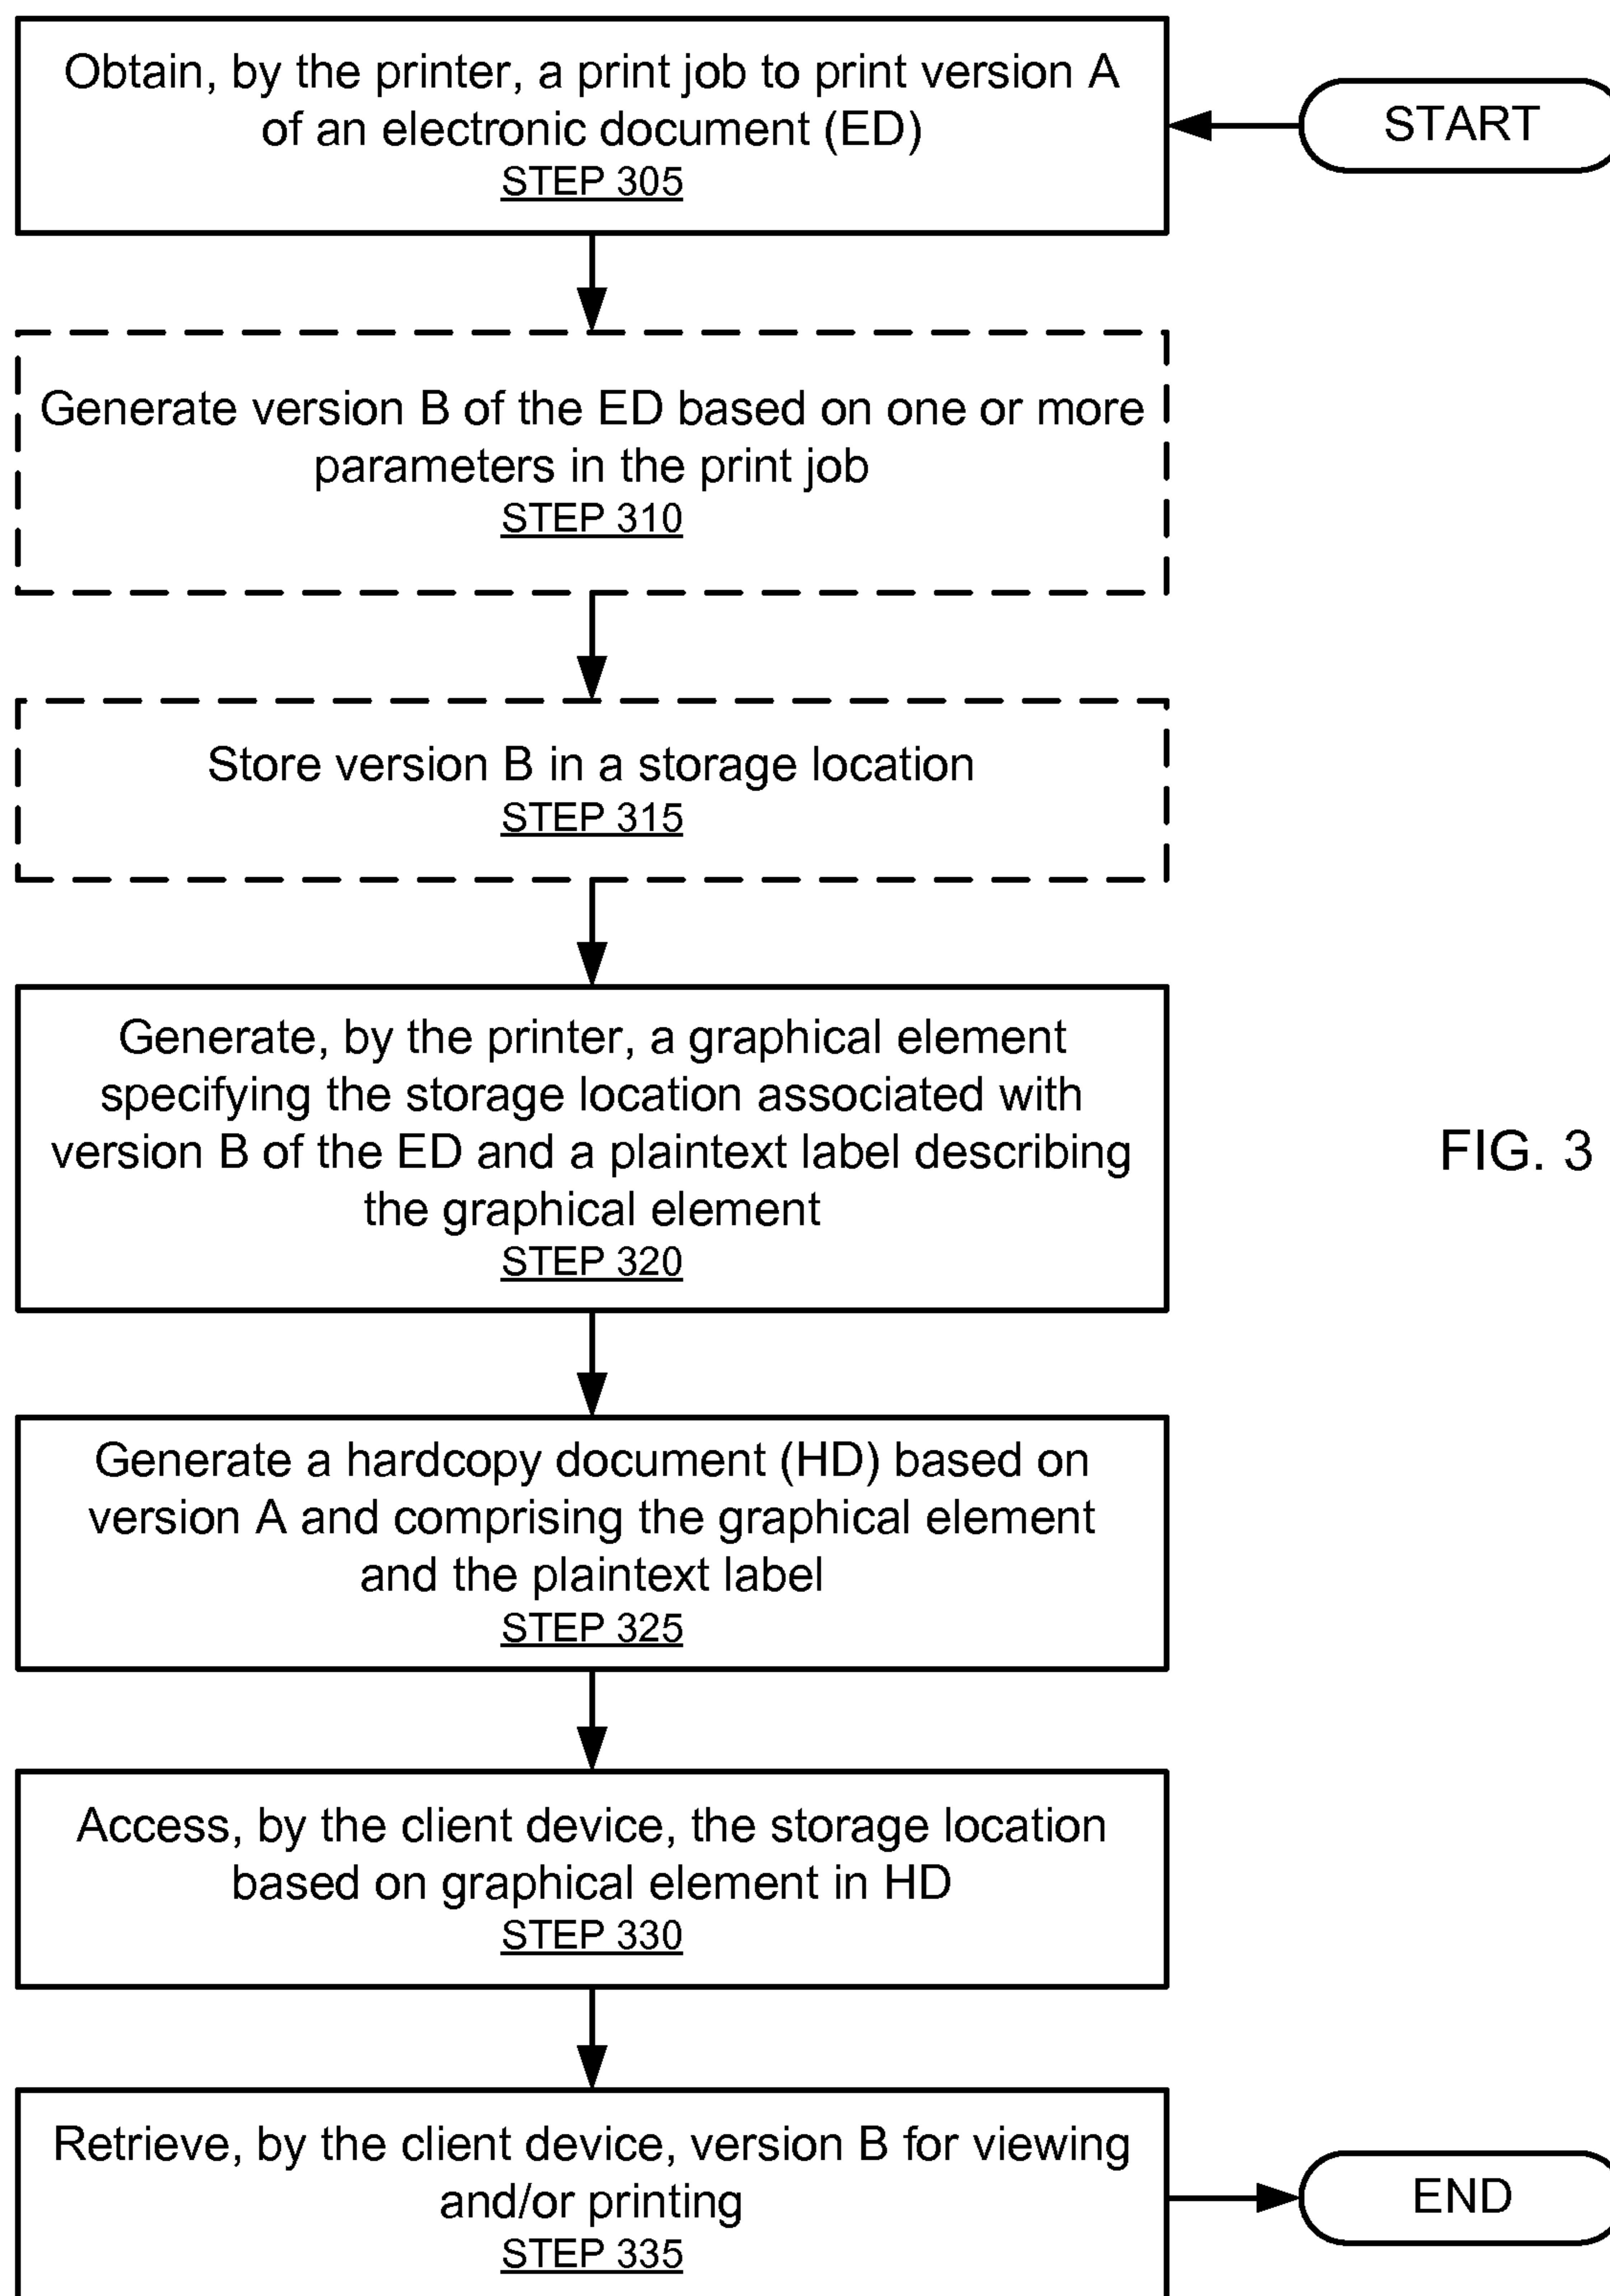 Obtain, by the printer, a print job to print version A
of an electronic document (ED)
STEP 305
START
Generate version B of the ED based on one or more
parameters in the print job
STEP 310
Store version B in a storage location
STEP 315
Generate, by the printer, a graphical element
specifying the storage location associated with
version B of the ED and a plaintext label describing
the graphical element
STEP 320
FIG. 3
Generate a hardcopy document (HD) based on
version A and comprising the graphical element
and the plaintext label
STEP 325
Access, by the client device, the storage location
based on graphical element in HD
STEP 330
Retrieve, by the client device, version B for viewing
and/or printing
STEP 335
END